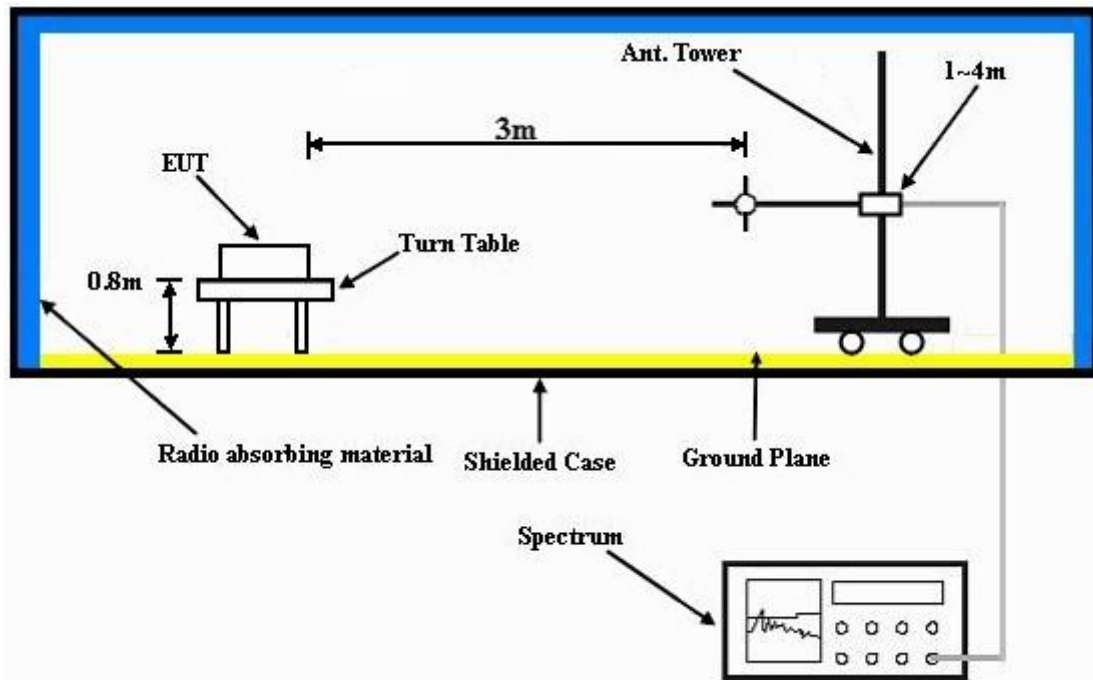 Ant. Tower
1~4m
3m
EUT
Turn Table
0.8m
Radio absorbing material
Shielded Case
Ground Plane
Spectrum